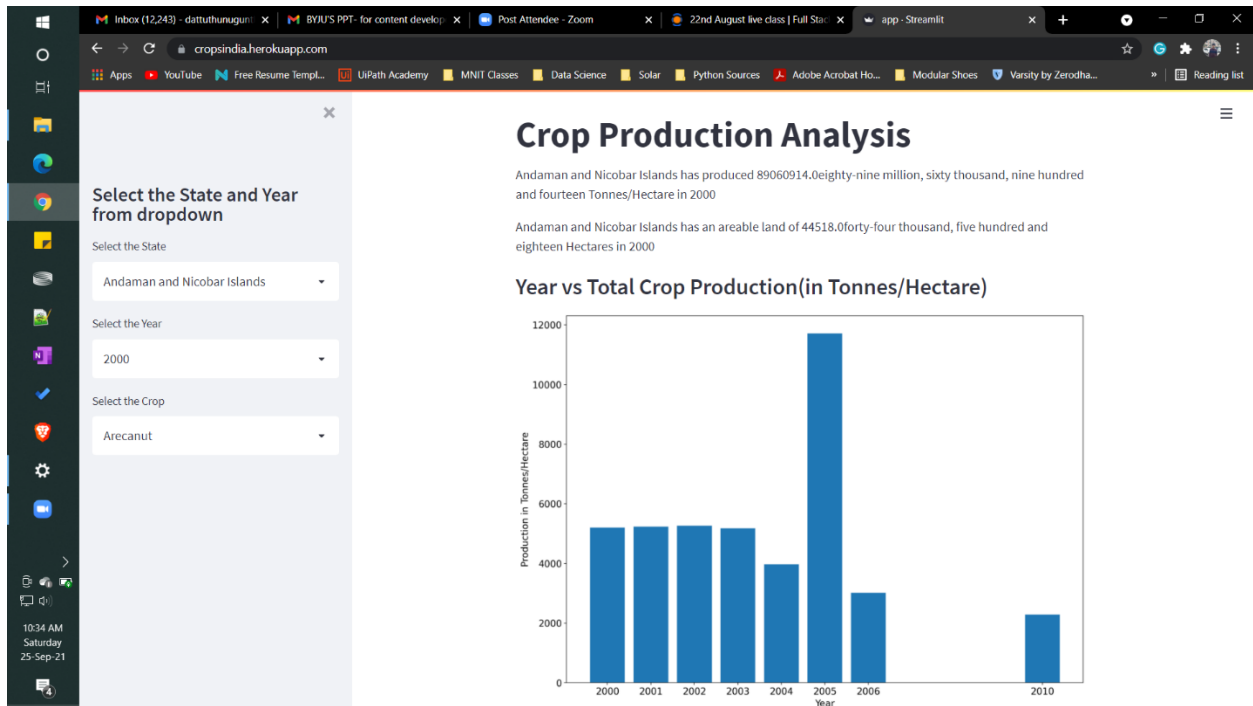 Inbox (12,243) - dattuthunugunt
BYJU'S PPT- for content develop
Post Attendee - Zoom
22nd August live class | Full Stac
app · Streamlit
cropsindia.herokuapp.com
Apps
YouTube
Free Resume Templ...
UiPath Academy
MNIT Classes
Data Science
Solar
Python Sources
Adobe Acrobat Ho...
Modular Shoes
Varsity by Zerodha...
»
Reading list
Select the State and Year
from dropdown
Select the State
Andaman and Nicobar Islands
Select the Year
2000
Select the Crop
Arecanut
Crop Production Analysis
Andaman and Nicobar Islands has produced 89060914.0eighty-nine million, sixty thousand, nine hundred
and fourteen Tonnes/Hectare in 2000
Andaman and Nicobar Islands has an areable land of 44518.0forty-four thousand, five hundred and
eighteen Hectares in 2000
Year vs Total Crop Production(in Tonnes/Hectare)
12000
10000
8000
6000
4000
2000
0
Production in Tonnes/Hectare
2000 2001 2002 2003 2004 2005 2006 2010
Year
10:34 AM
Saturday
25-Sep-21
4